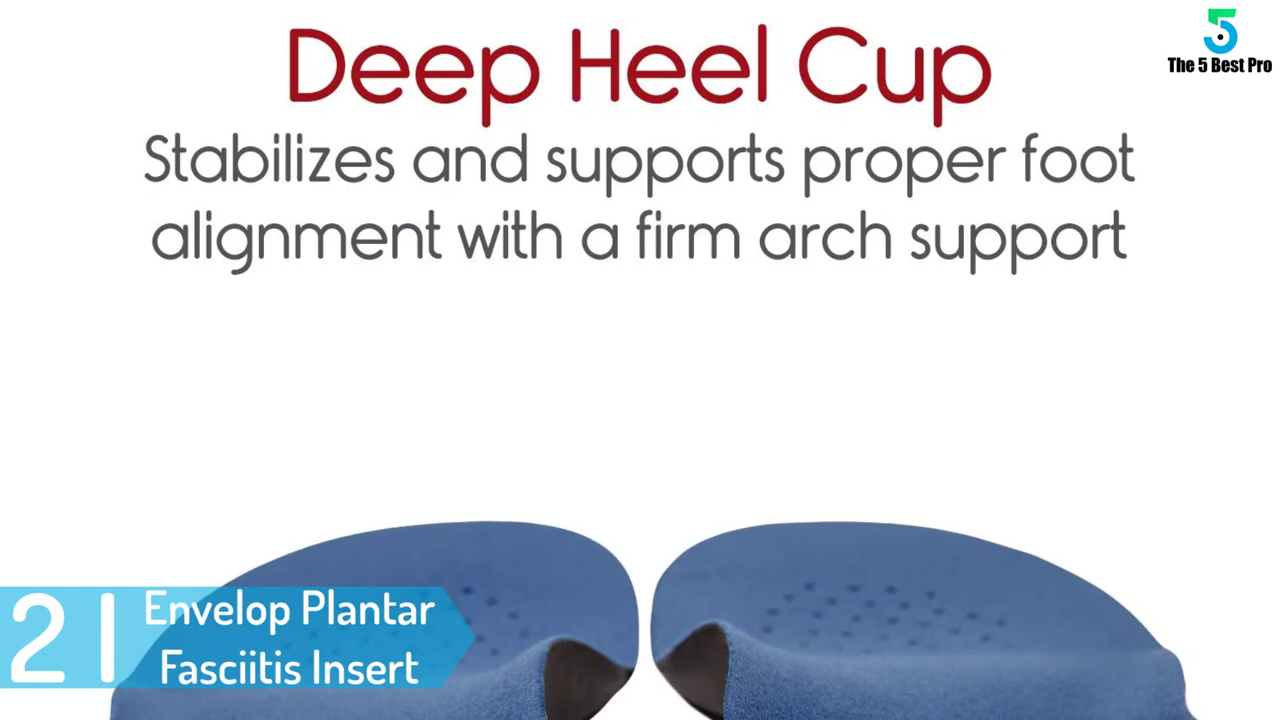 Deep Heel Cup
5
The 5 Best Pro
Stabilizes and supports proper foot
alignment with a firm arch support
2
Envelop Plantar
Fasciitis Insert